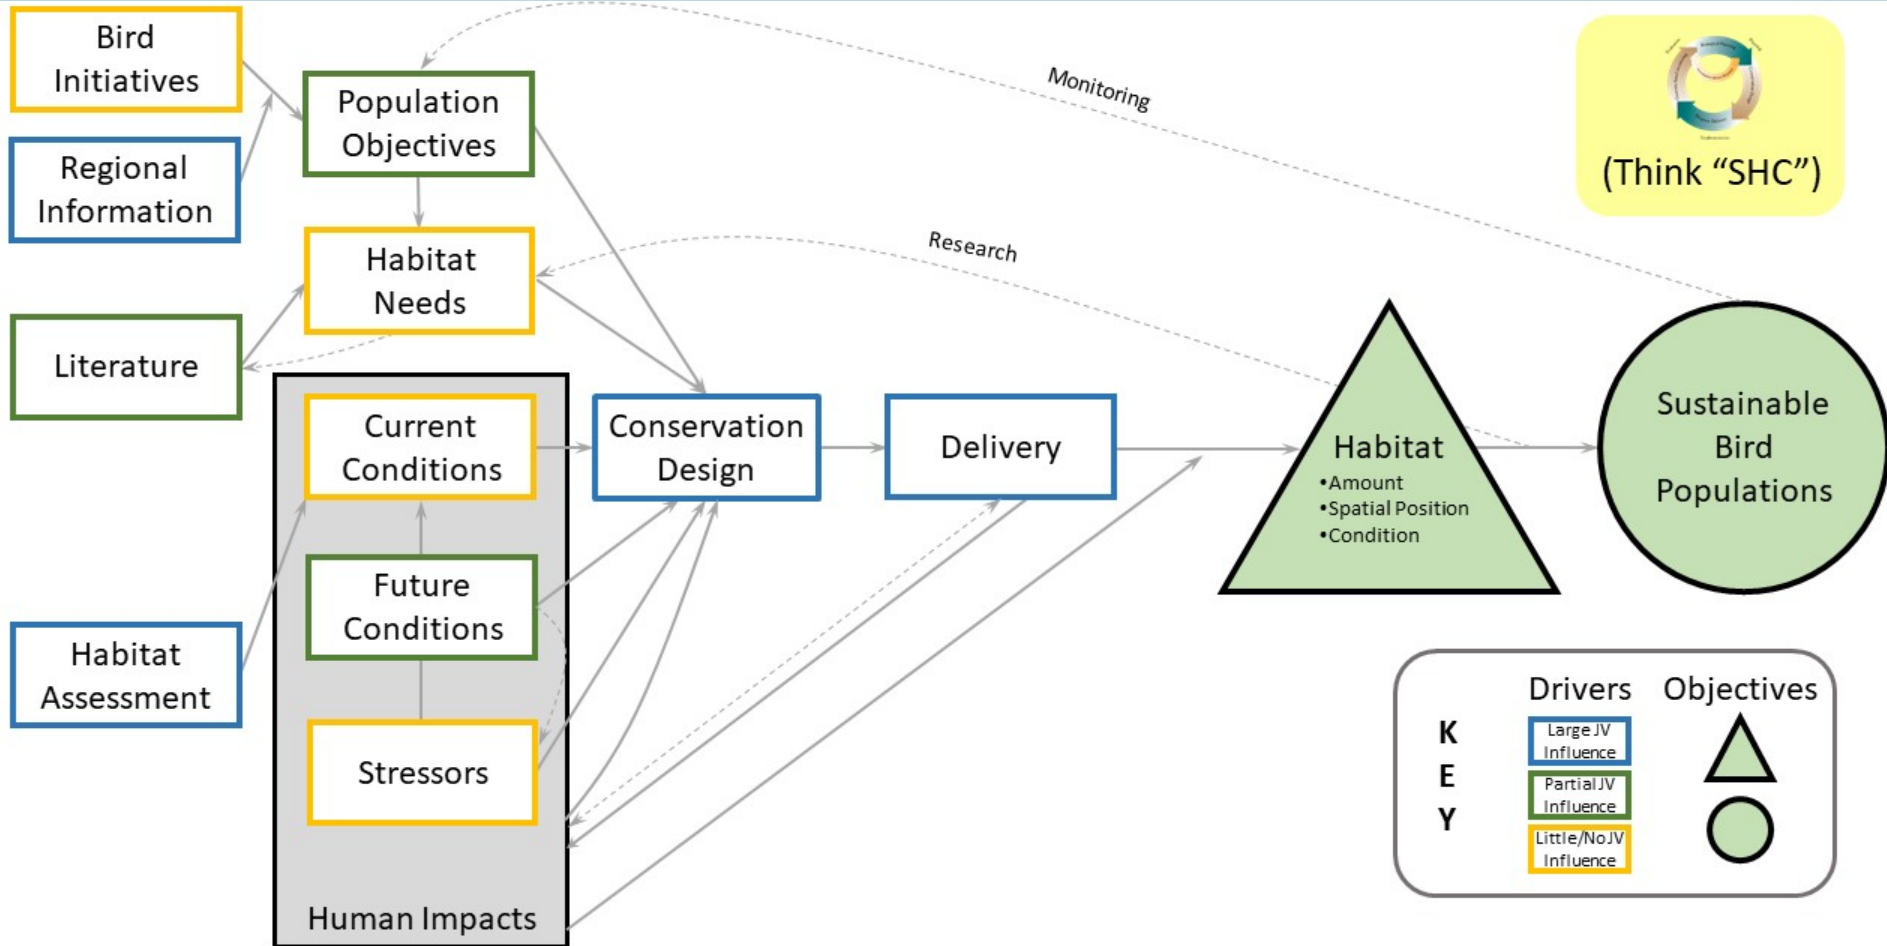 Bird
Initiatives
Regional
Information
Literature
Habitat
Assessment
Population
Objectives
Habitat
Needs
Current
Conditions
Future
Conditions
Stressors
Human Impacts
Conservation
Design
Delivery
Monitoring
Research
Habitat
•Amount
•Spatial Position
•Condition
Sustainable
Bird
Populations
(Think “SHC”)
K
E
Y
Drivers
Large JV
Influence
Partial JV
Influence
Little/No JV
Influence
Objectives